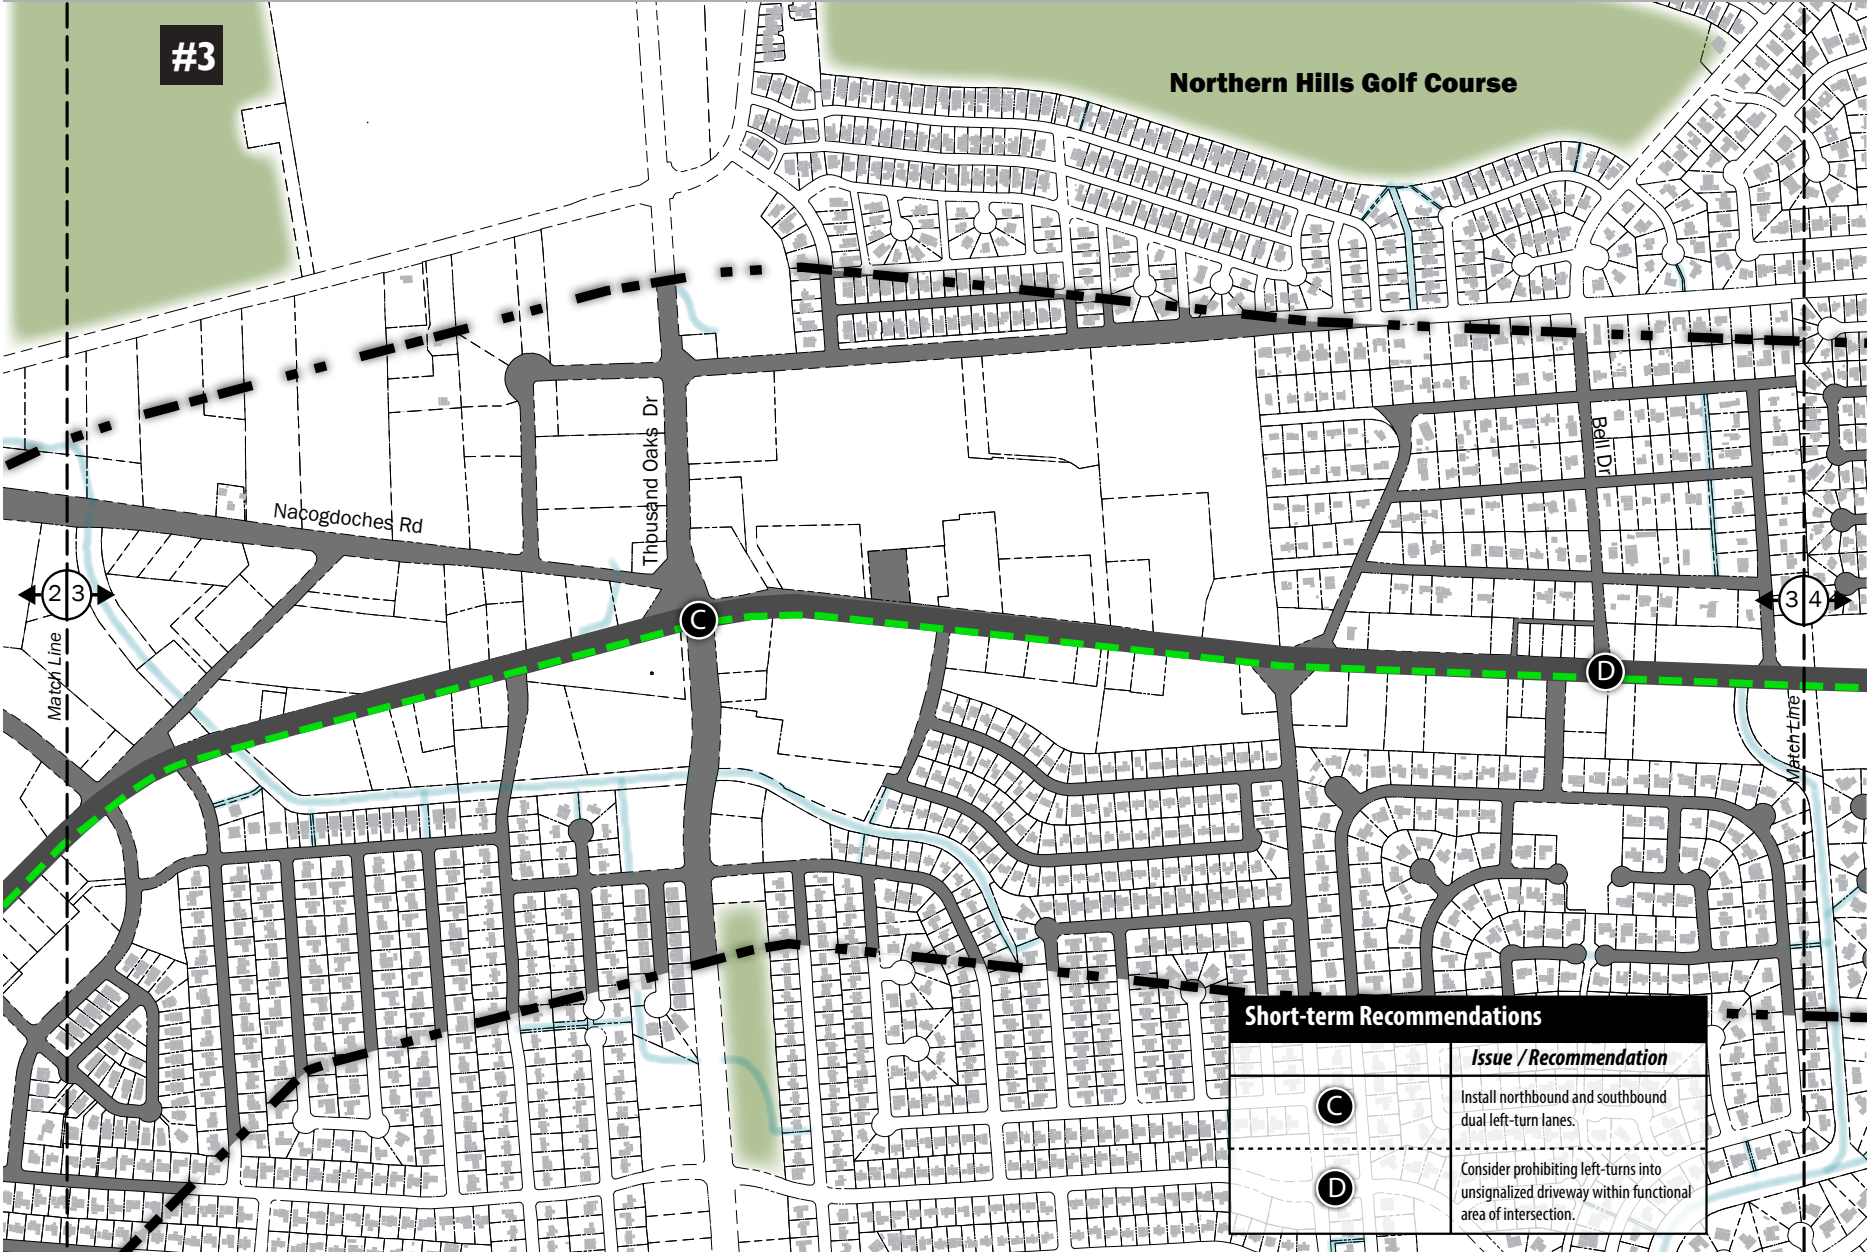 #3
Northern Hills Golf Course
Thousand Oaks Dr
Bell Dr
Nacogdoches Rd
2 3
Match Line
C
3 4
Match Line
D
Short-term Recommendations
Issue / Recommendation
C
Install northbound and southbound
dual left-turn lanes.
D
Consider prohibiting left-turns into
unsignalized driveway within functional
area of intersection.